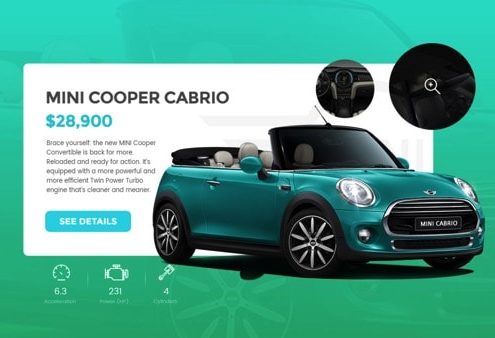 MINI COOPER CABRIO
$28,900
Brace yourself: the new MINI Cooper
Convertible is back for more.
Reloaded and ready for action. It's
equipped with a more powerful and
more efficient Twin Power Turbo
engine that's cleaner and meaner.
SEE DETAILS
MINI CABRIO
6.3 231 4
Acceleration Power (HP) Cylinders